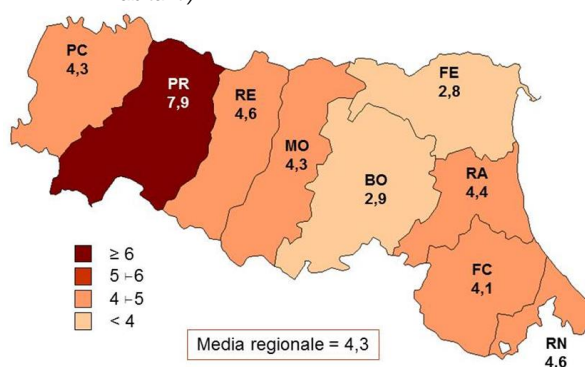 PC
4,3
PR
7,9
RE
4,6
MO
4,3
FE
2,8
BO
2,9
RA
4,4
FC
4,1
RN
4,6
≥ 6
5 ⊢6
4 ⊢5
< 4
Media regionale = 4,3